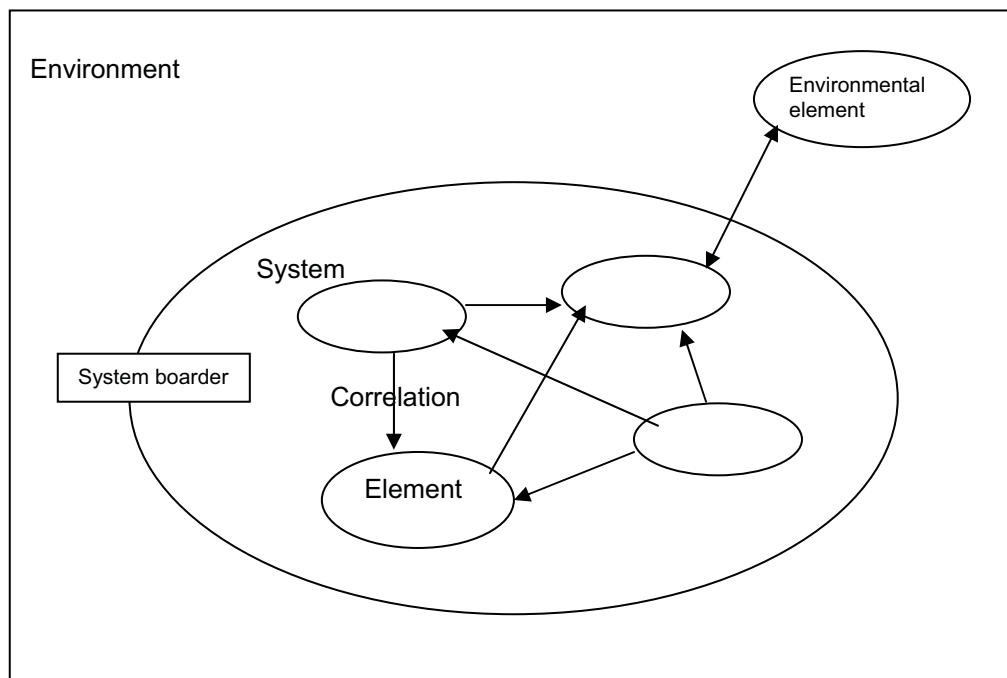 Environment
Environmental
element
System
System boarder
Correlation
Element